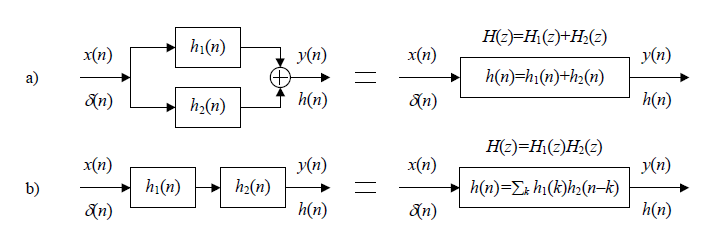 a)
x(n)
δ(n)
h₁(n)
h₂(n)
y(n)
h(n)
=
x(n)
δ(n)
H(z)=H₁(z)+H₂(z)
h(n)=h₁(n)+h₂(n)
y(n)
h(n)
b)
x(n)
δ(n)
h₁(n)
h₂(n)
y(n)
h(n)
=
x(n)
δ(n)
H(z)=H₁(z)H₂(z)
h(n)=∑ₖ h₁(k)h₂(n–k)
y(n)
h(n)